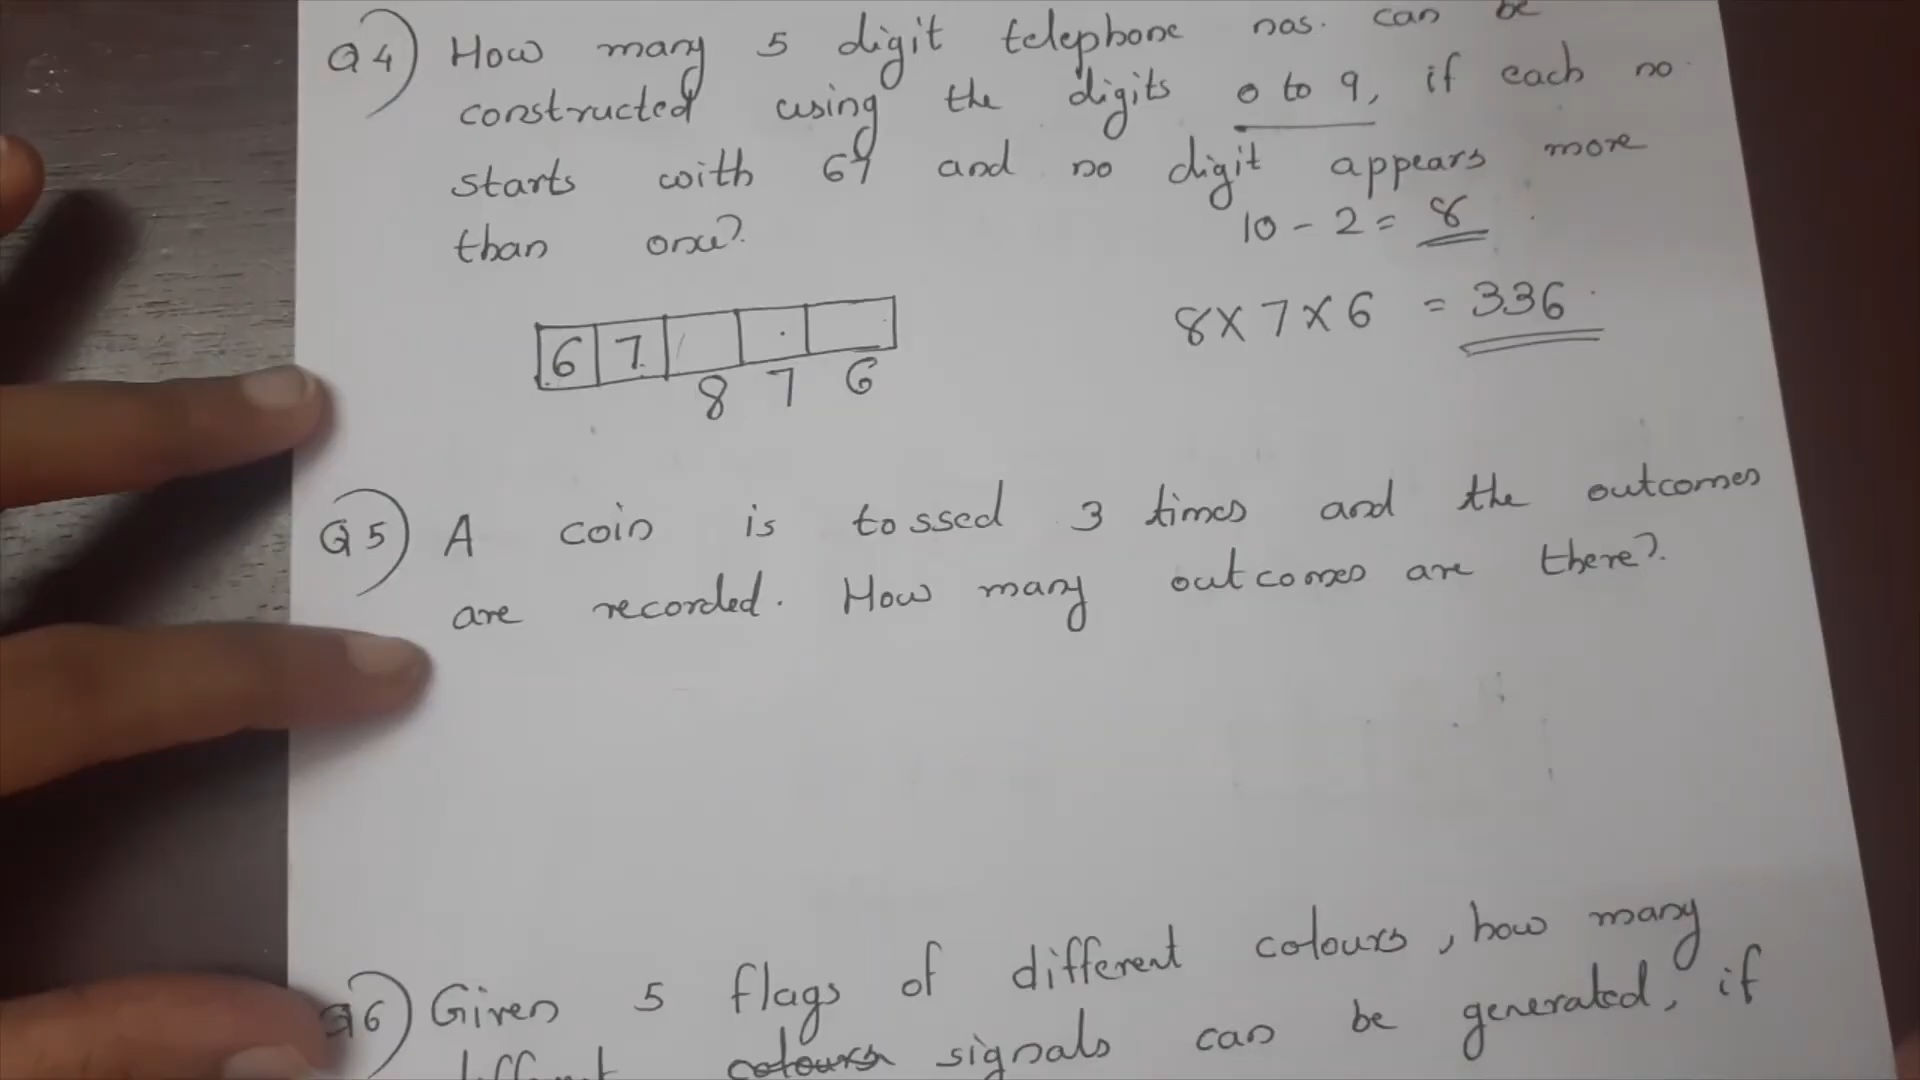 Q4) How many 5 digit telephone nos. can be
constructed using the digits 0 to 9, if each no
starts with 67 and no digit appears more
than once?
10 - 2 = 8
6 7
8 7 6
8 x 7 x 6 = 336
Q5) A coin is tossed 3 times and the outcomes
are recorded. How many outcomes are there?
Q6) Given 5 flags of different colours, how many
signals can be generated, if